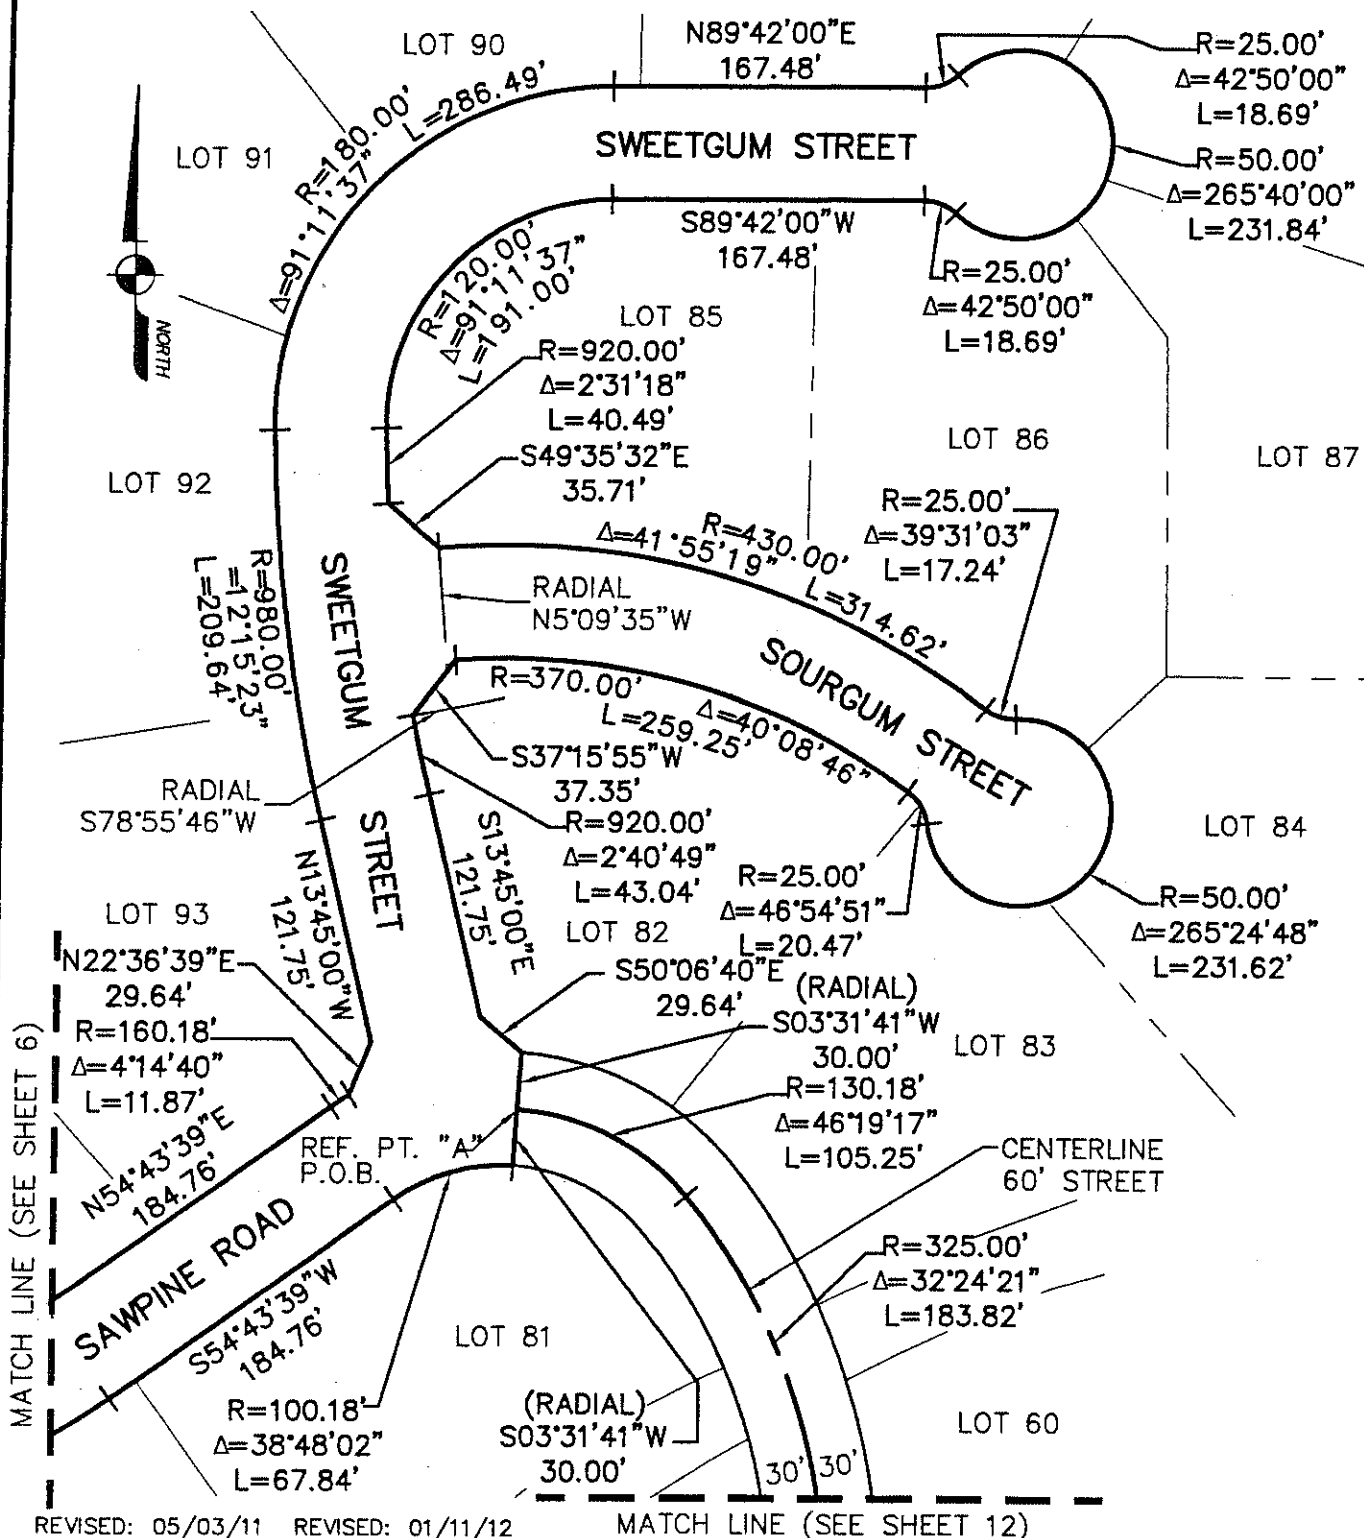 LOT 90
N89°42'00"E
167.48'
R=25.00'
Δ=42°50'00"
L=18.69'
R=180.00'
L=286.49'
Δ=91°11'37"
LOT 91
SWEETGUM STREET
R=50.00'
Δ=265°40'00"
L=231.84'
S89°42'00"W
167.48'
R=25.00'
Δ=42°50'00"
L=18.69'
R=120.00'
Δ=91°11'37"
L=191.00'
NORTH
LOT 85
R=920.00'
Δ=2°31'18"
L=40.49'
S49°35'32"E
35.71'
LOT 86
LOT 87
LOT 92
R=25.00'
Δ=39°31'03"
L=17.24'
R=430.00'
Δ=41°55'19"
L=314.62'
R=980.00'
=12°15'23"
L=209.64'
SWEETGUM
STREET
RADIAL
N5°09'35"W
SOURGUM STREET
R=370.00'
Δ=40°08'46"
L=259.25'
S37°15'55"W
37.35'
RADIAL
S78°55'46"W
R=920.00'
Δ=2°40'49"
L=43.04'
LOT 84
N13°45'00"W
121.75'
S13°45'00"E
121.75'
R=25.00'
Δ=46°54'51"
L=20.47'
R=50.00'
Δ=265°24'48"
L=231.62'
LOT 93
LOT 82
N22°36'39"E
29.64'
S50°06'40"E
29.64'
(RADIAL)
S03°31'41"W
30.00'
LOT 83
R=160.18'
Δ=4°14'40"
L=11.87'
R=130.18'
Δ=46°19'17"
L=105.25'
MATCH LINE (SEE SHEET 6)
N54°43'39"E
184.76'
REF. PT. "A"
P.O.B.
CENTERLINE
60' STREET
SAWPINE ROAD
S54°43'39"W
184.76'
R=325.00'
Δ=32°24'21"
L=183.82'
LOT 81
R=100.18'
Δ=38°48'02"
L=67.84'
(RADIAL)
S03°31'41"W
30.00'
LOT 60
30' 30'
REVISED: 05/03/11 REVISED: 01/11/12
MATCH LINE (SEE SHEET 12)